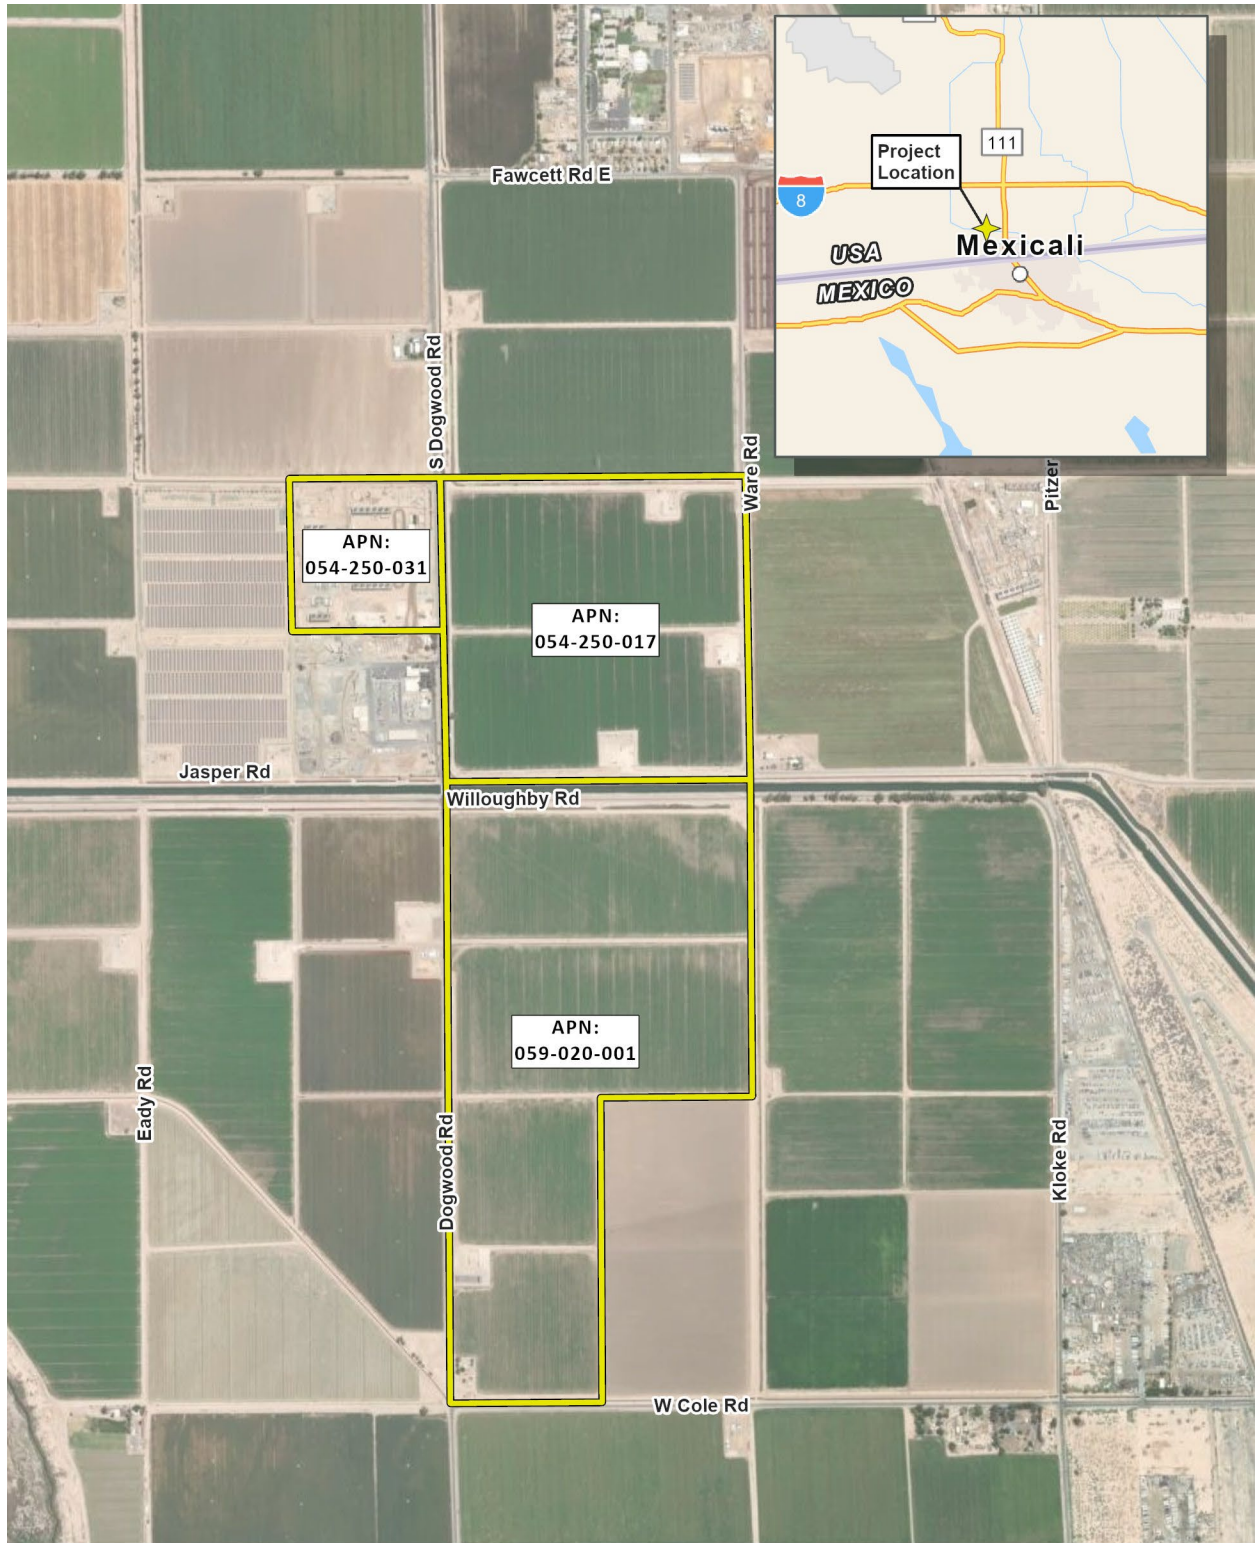 Fawcett Rd E
111
Project
Location
8
Mexicali
USA
MEXICO
S Dogwood Rd
Ware Rd
Pitzer
APN:
054-250-031
APN:
054-250-017
Jasper Rd
Willoughby Rd
APN:
059-020-001
Eady Rd
Dogwood Rd
Kloke Rd
W Cole Rd